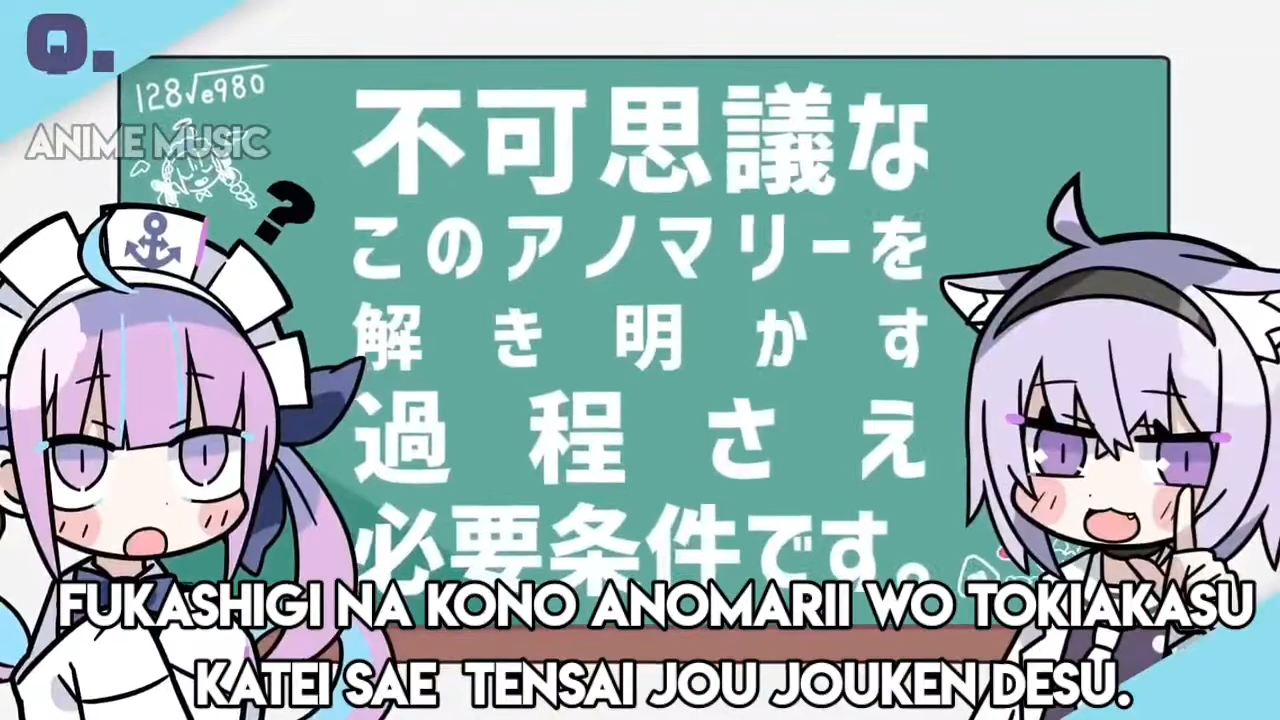 Q.
128√e980
ANIME MUSIC
?
不可思議な
このアノマリーを
解き明かす
過程さえ
必要条件です。
FUKASHIGI NA KONO ANOMARII WO TOKIAKASU
KATEI SAE TENSAI JOU JOUKEN DESU.